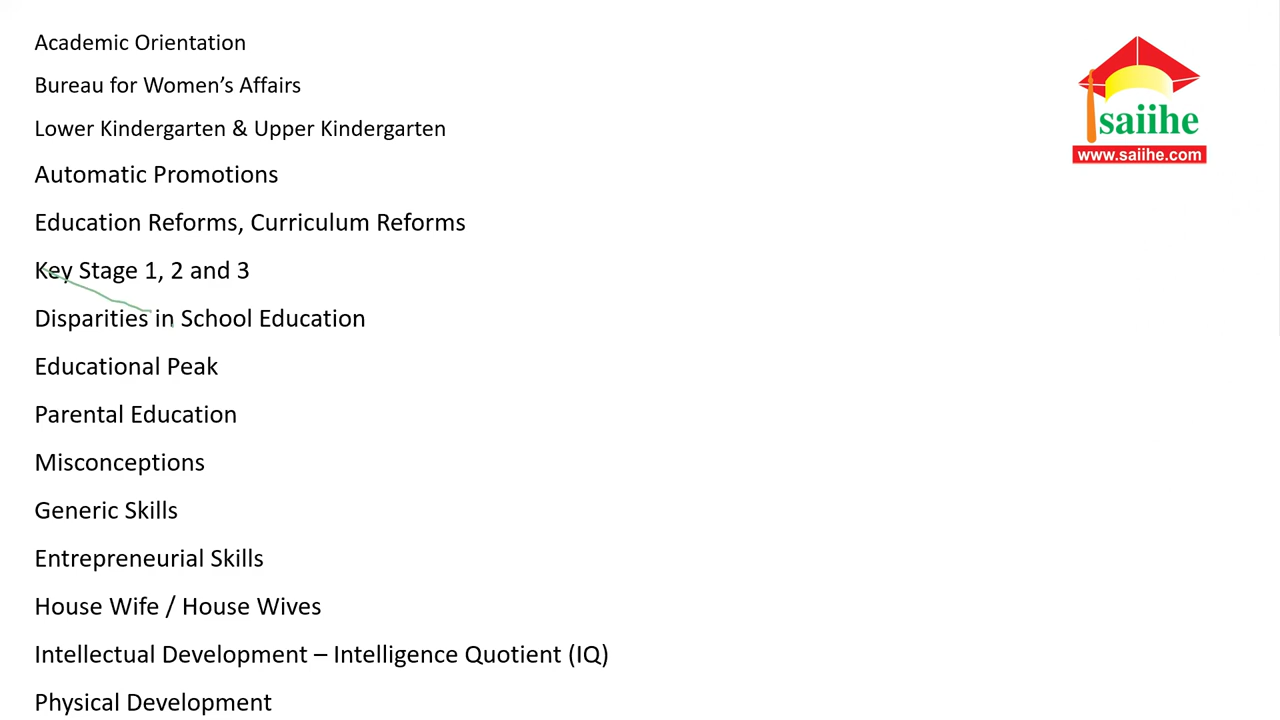 Academic Orientation
Bureau for Women’s Affairs
Lower Kindergarten & Upper Kindergarten
Automatic Promotions
Education Reforms, Curriculum Reforms
Key Stage 1, 2 and 3
Disparities in School Education
Educational Peak
Parental Education
Misconceptions
Generic Skills
Entrepreneurial Skills
House Wife / House Wives
Intellectual Development – Intelligence Quotient (IQ)
Physical Development
saiihe
www.saiihe.com